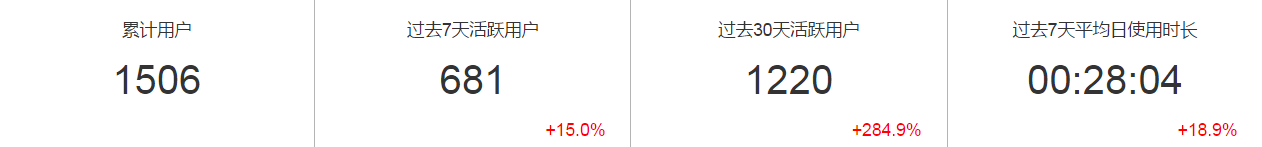 累计用户
1506
过去7天活跃用户
681
+15.0%
过去30天活跃用户
1220
+284.9%
过去7天平均日使用时长
00:28:04
+18.9%